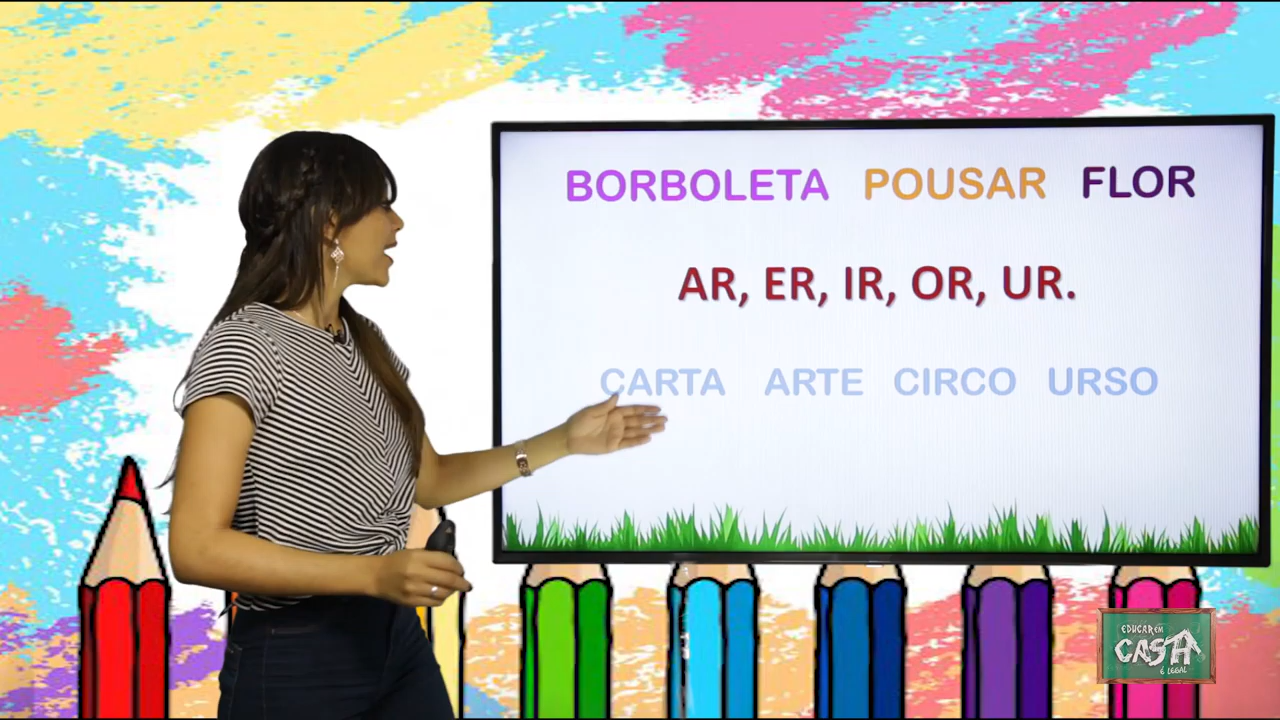 BORBOLETA POUSAR FLOR
AR, ER, IR, OR, UR.
CARTA ARTE CIRCO URSO
EDUCAR EM
CASA
É LEGAL